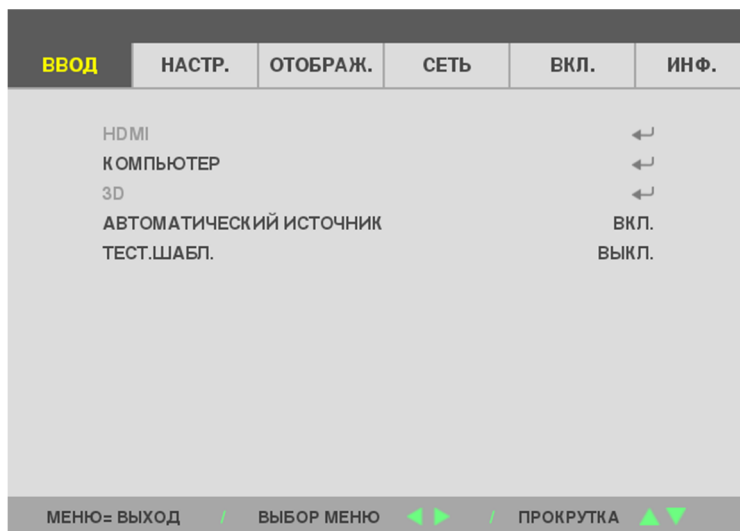 ВВОД НАСТР. ОТОБРАЖ. СЕТЬ ВКЛ. ИНФ.
HDMI
КОМПЬЮТЕР
3D
АВТОМАТИЧЕСКИЙ ИСТОЧНИК ВКЛ.
ТЕСТ.ШАБЛ. ВЫКЛ.
МЕНЮ= ВЫХОД / ВЫБОР МЕНЮ / ПРОКРУТКА